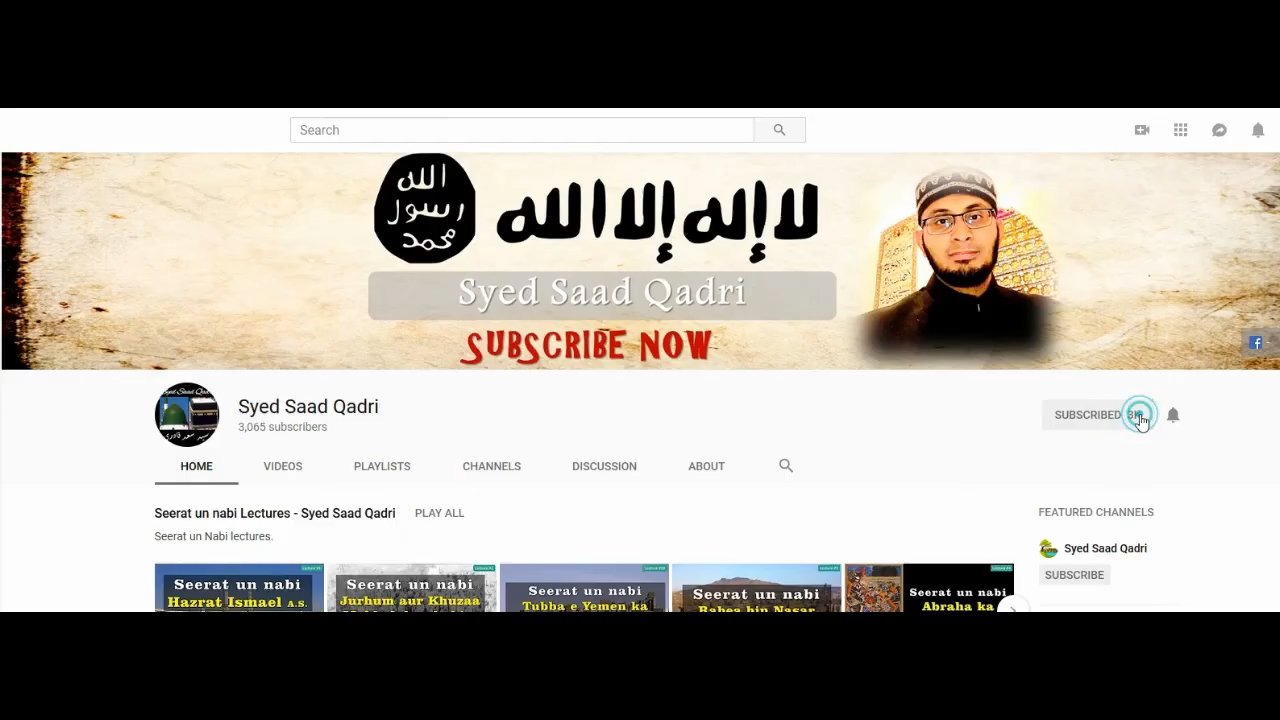 Search
الله
رسول
محمد
لا إله إلا الله
Syed Saad Qadri
SUBSCRIBE NOW
Syed Saad Qadri
3,065 subscribers
SUBSCRIBED
HOME VIDEOS PLAYLISTS CHANNELS DISCUSSION ABOUT
Seerat un nabi Lectures - Syed Saad Qadri PLAY ALL
Seerat un Nabi lectures.
FEATURED CHANNELS
Syed Saad Qadri
SUBSCRIBE
Seerat un nabi
Hazrat Ismael A.S.
Seerat un nabi
Jurhum aur Khuzaa
Seerat un nabi
Tubba e Yemen ka
Seerat un nabi
Rabea bin Nasar
Seerat un nabi
Abraha ka